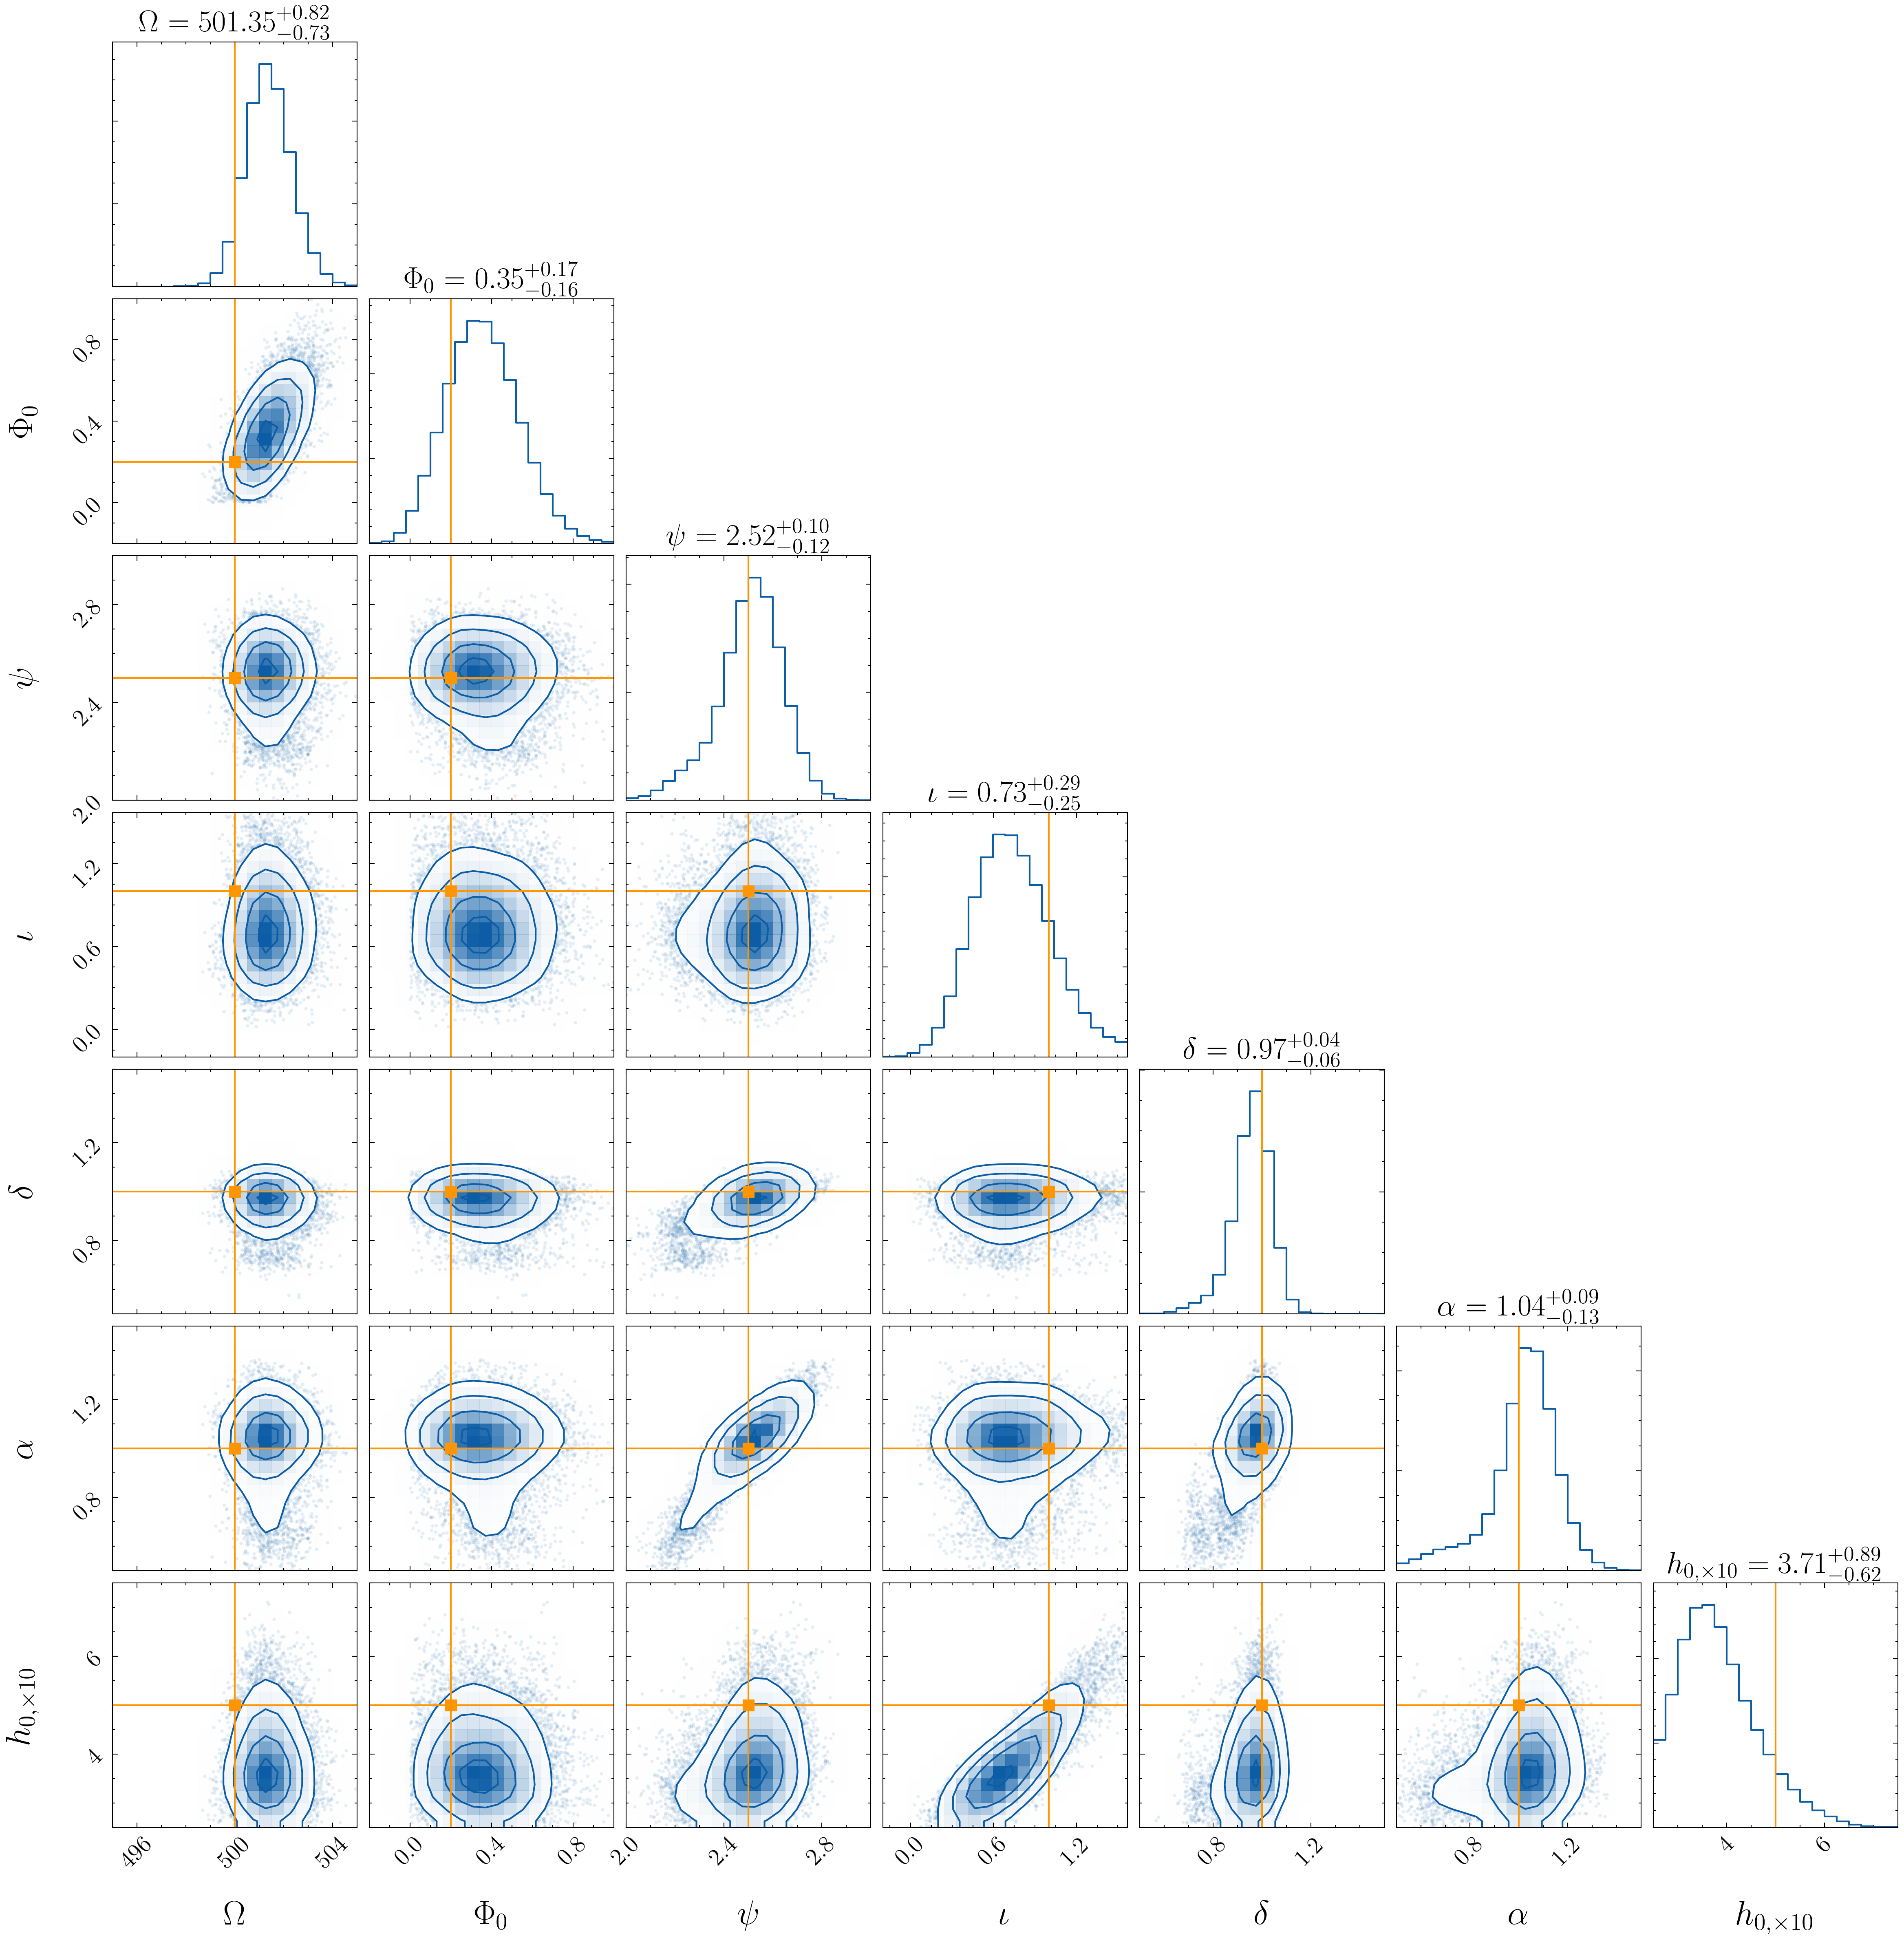 Ω = 501.35^{+0.82}_{−0.73}
Φ₀ = 0.35^{+0.17}_{−0.16}
0.8
0.4
0.0
Φ₀
ψ = 2.52^{+0.10}_{−0.12}
2.8
2.4
2.0
ψ
ι = 0.73^{+0.29}_{−0.25}
1.2
0.6
0.0
ι
δ = 0.97^{+0.04}_{−0.06}
1.2
0.8
δ
α = 1.04^{+0.09}_{−0.13}
1.2
0.8
α
h_{0,×10} = 3.71^{+0.89}_{−0.62}
6
4
h_{0,×10}
496 500 504 0.0 0.4 0.8 2.0 2.4 2.8 0.0 0.6 1.2 0.8 1.2 0.8 1.2 4 6
Ω Φ₀ ψ ι δ α h_{0,×10}